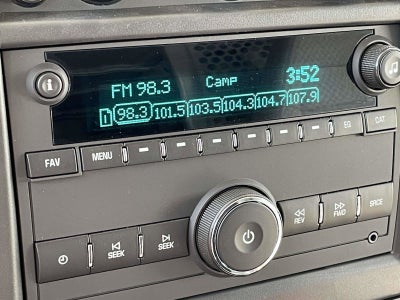 FM 98.3 Camp 3:52
1 98.3 101.5 103.5 104.3 104.7 107.9
FAV MENU EQ CAT
SEEK SEEK REV FWD SRCE